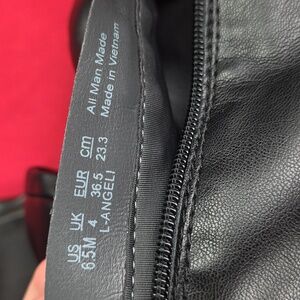 All Man Made
Made in Vietnam
US UK EUR cm
6.5M 4 36.5 23.3
L-ANGELI